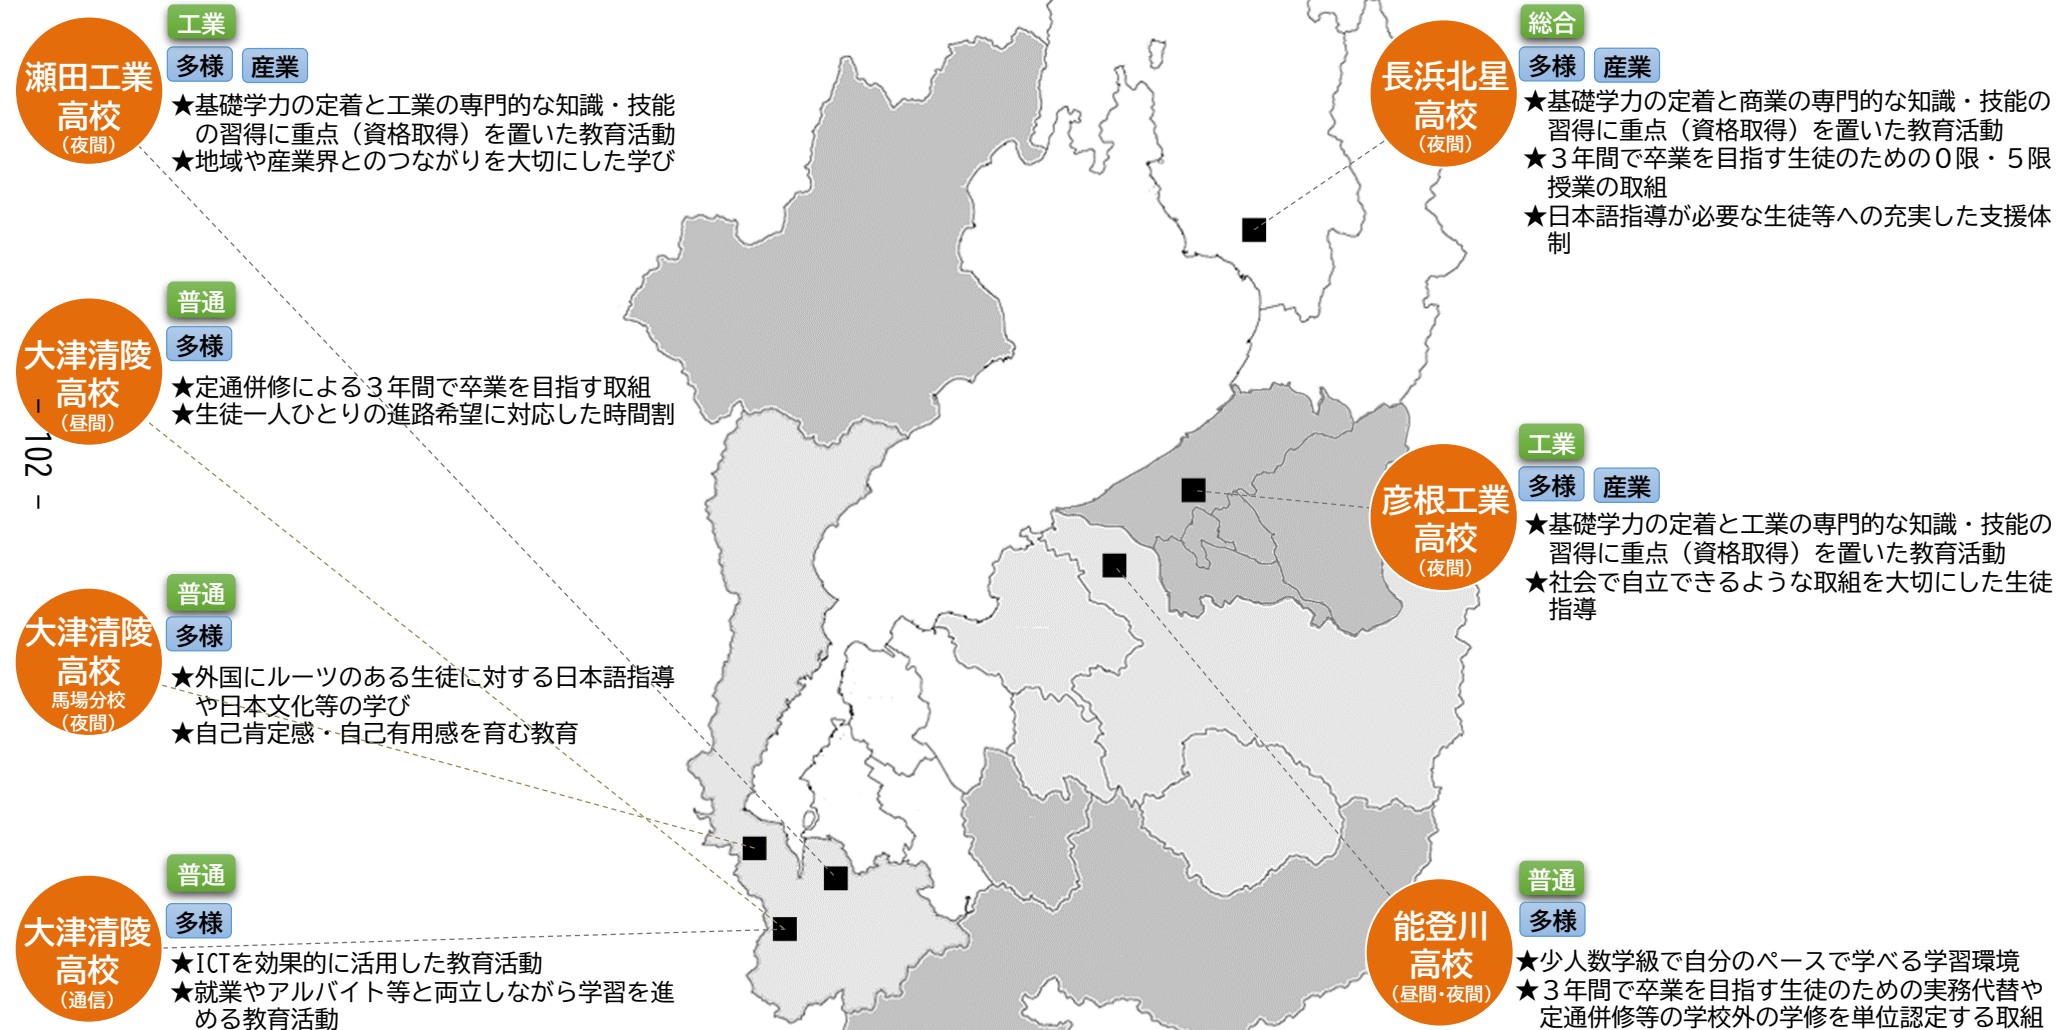 瀬田工業
高校
（夜間）
工業
多様 産業
★基礎学力の定着と工業の専門的な知識・技能
の習得に重点（資格取得）を置いた教育活動
★地域や産業界とのつながりを大切にした学び
大津清陵
高校
（昼間）
普通
多様
★定通併修による３年間で卒業を目指す取組
★生徒一人ひとりの進路希望に対応した時間割
- 102 -
大津清陵
高校
馬場分校
（夜間）
普通
多様
★外国にルーツのある生徒に対する日本語指導
や日本文化等の学び
★自己肯定感・自己有用感を育む教育
大津清陵
高校
（通信）
普通
多様
★ICTを効果的に活用した教育活動
★就業やアルバイト等と両立しながら学習を進
める教育活動
長浜北星
高校
（夜間）
総合
多様 産業
★基礎学力の定着と商業の専門的な知識・技能の
習得に重点（資格取得）を置いた教育活動
★３年間で卒業を目指す生徒のための０限・５限
授業の取組
★日本語指導が必要な生徒等への充実した支援体
制
彦根工業
高校
（夜間）
工業
多様 産業
★基礎学力の定着と工業の専門的な知識・技能の
習得に重点（資格取得）を置いた教育活動
★社会で自立できるような取組を大切にした生徒
指導
能登川
高校
（昼間・夜間）
普通
多様
★少人数学級で自分のペースで学べる学習環境
★３年間で卒業を目指す生徒のための実務代替や
定通併修等の学校外の学修を単位認定する取組